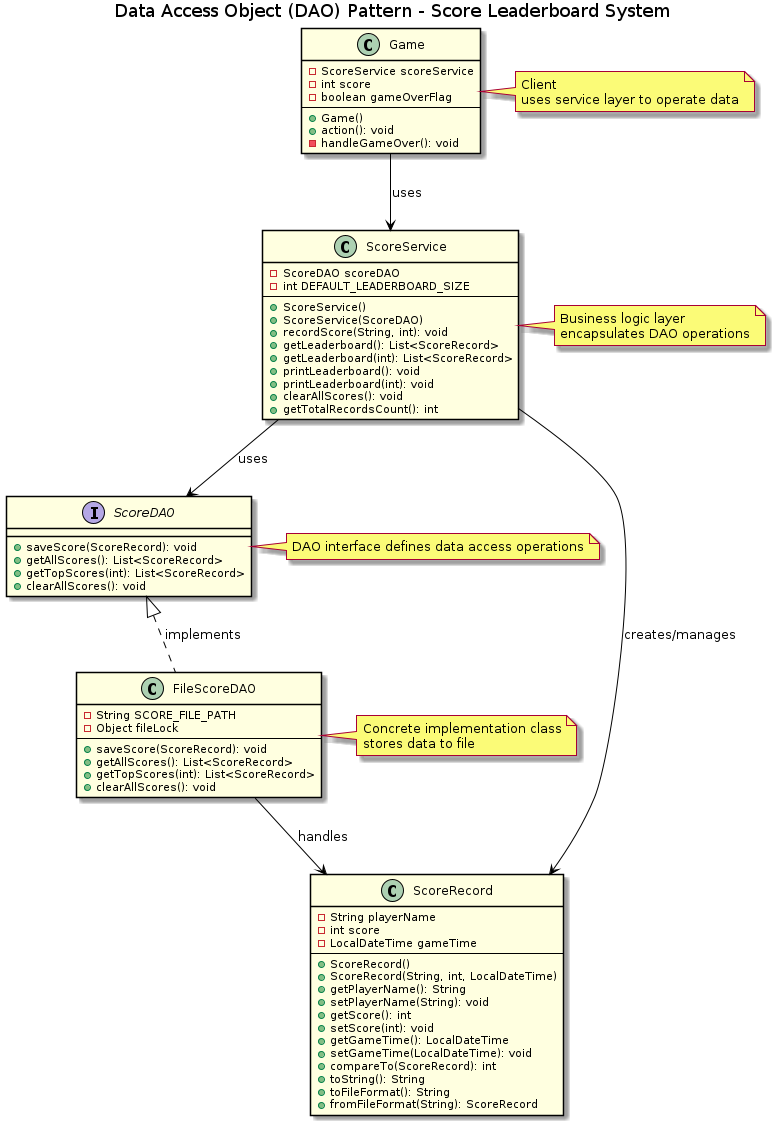 Data Access Object (DAO) Pattern - Score Leaderboard System
C Game
ScoreService scoreService
int score
boolean gameOverFlag
Game()
action(): void
handleGameOver(): void
Client
uses service layer to operate data
uses
C ScoreService
ScoreDAO scoreDAO
int DEFAULT_LEADERBOARD_SIZE
ScoreService()
ScoreService(ScoreDAO)
recordScore(String, int): void
getLeaderboard(): List<ScoreRecord>
getLeaderboard(int): List<ScoreRecord>
printLeaderboard(): void
printLeaderboard(int): void
clearAllScores(): void
getTotalRecordsCount(): int
Business logic layer
encapsulates DAO operations
uses
I ScoreDAO
saveScore(ScoreRecord): void
getAllScores(): List<ScoreRecord>
getTopScores(int): List<ScoreRecord>
clearAllScores(): void
DAO interface defines data access operations
implements
creates/manages
C FileScoreDAO
String SCORE_FILE_PATH
Object fileLock
saveScore(ScoreRecord): void
getAllScores(): List<ScoreRecord>
getTopScores(int): List<ScoreRecord>
clearAllScores(): void
Concrete implementation class
stores data to file
handles
C ScoreRecord
String playerName
int score
LocalDateTime gameTime
ScoreRecord()
ScoreRecord(String, int, LocalDateTime)
getPlayerName(): String
setPlayerName(String): void
getScore(): int
setScore(int): void
getGameTime(): LocalDateTime
setGameTime(LocalDateTime): void
compareTo(ScoreRecord): int
toString(): String
toFileFormat(): String
fromFileFormat(String): ScoreRecord